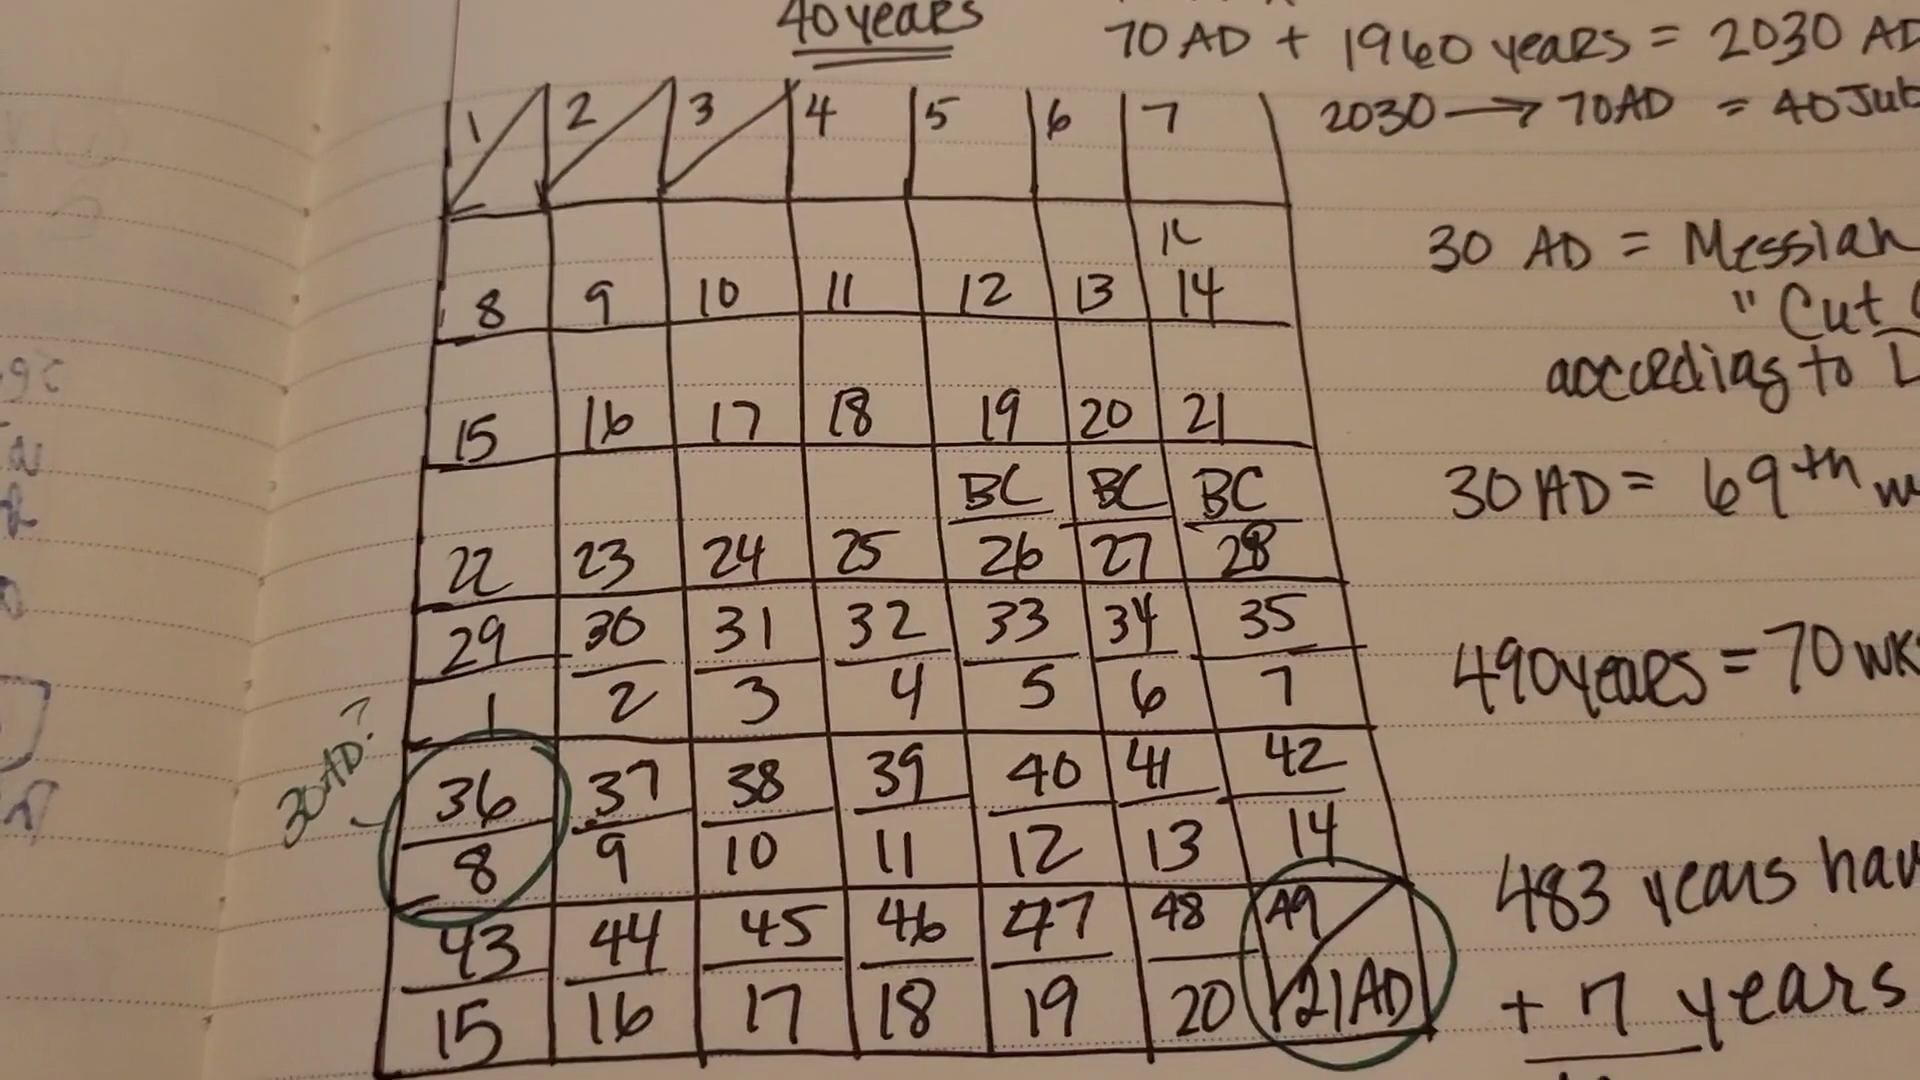 40 years
70 AD + 1960 years = 2030 AD
2030 → 70AD = 40 Jub
1 2 3 4 5 6 7
8 9 10 11 12 13 14
15 16 17 18 19 20 21
BC BC BC
22 23 24 25 26 27 28
29 30 31 32 33 34 35
1 2 3 4 5 6 7
36 37 38 39 40 41 42
8 9 10 11 12 13 14
43 44 45 46 47 48 49
15 16 17 18 19 20 21AD
30 AD?
30 AD = Messiah
"Cut
according to
30 AD = 69th
490 years = 70 wks
483 years hav
+ 7 years